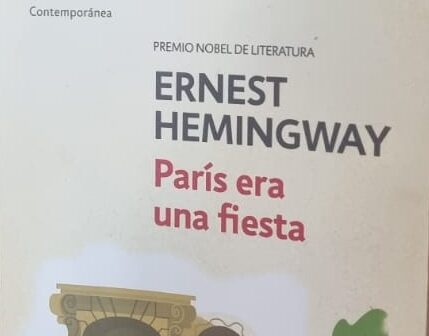 Contemporánea
PREMIO NOBEL DE LITERATURA
ERNEST
HEMINGWAY
París era
una fiesta